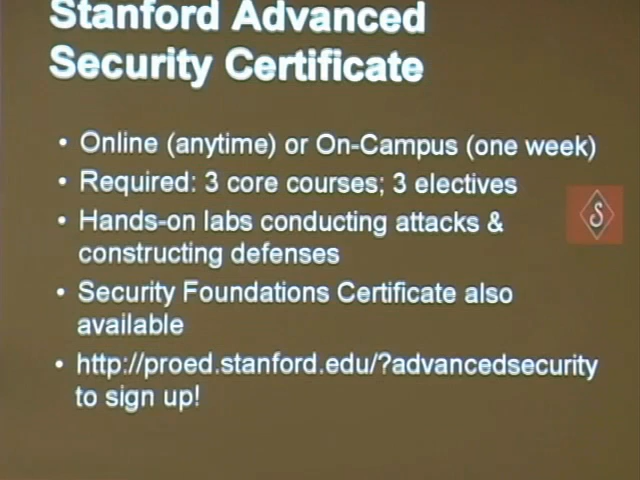 Stanford Advanced
Security Certificate
• Online (anytime) or On-Campus (one week)
• Required: 3 core courses; 3 electives
• Hands-on labs conducting attacks &
constructing defenses
• Security Foundations Certificate also
available
• http://proed.stanford.edu/?advancedsecurity
to sign up!
S